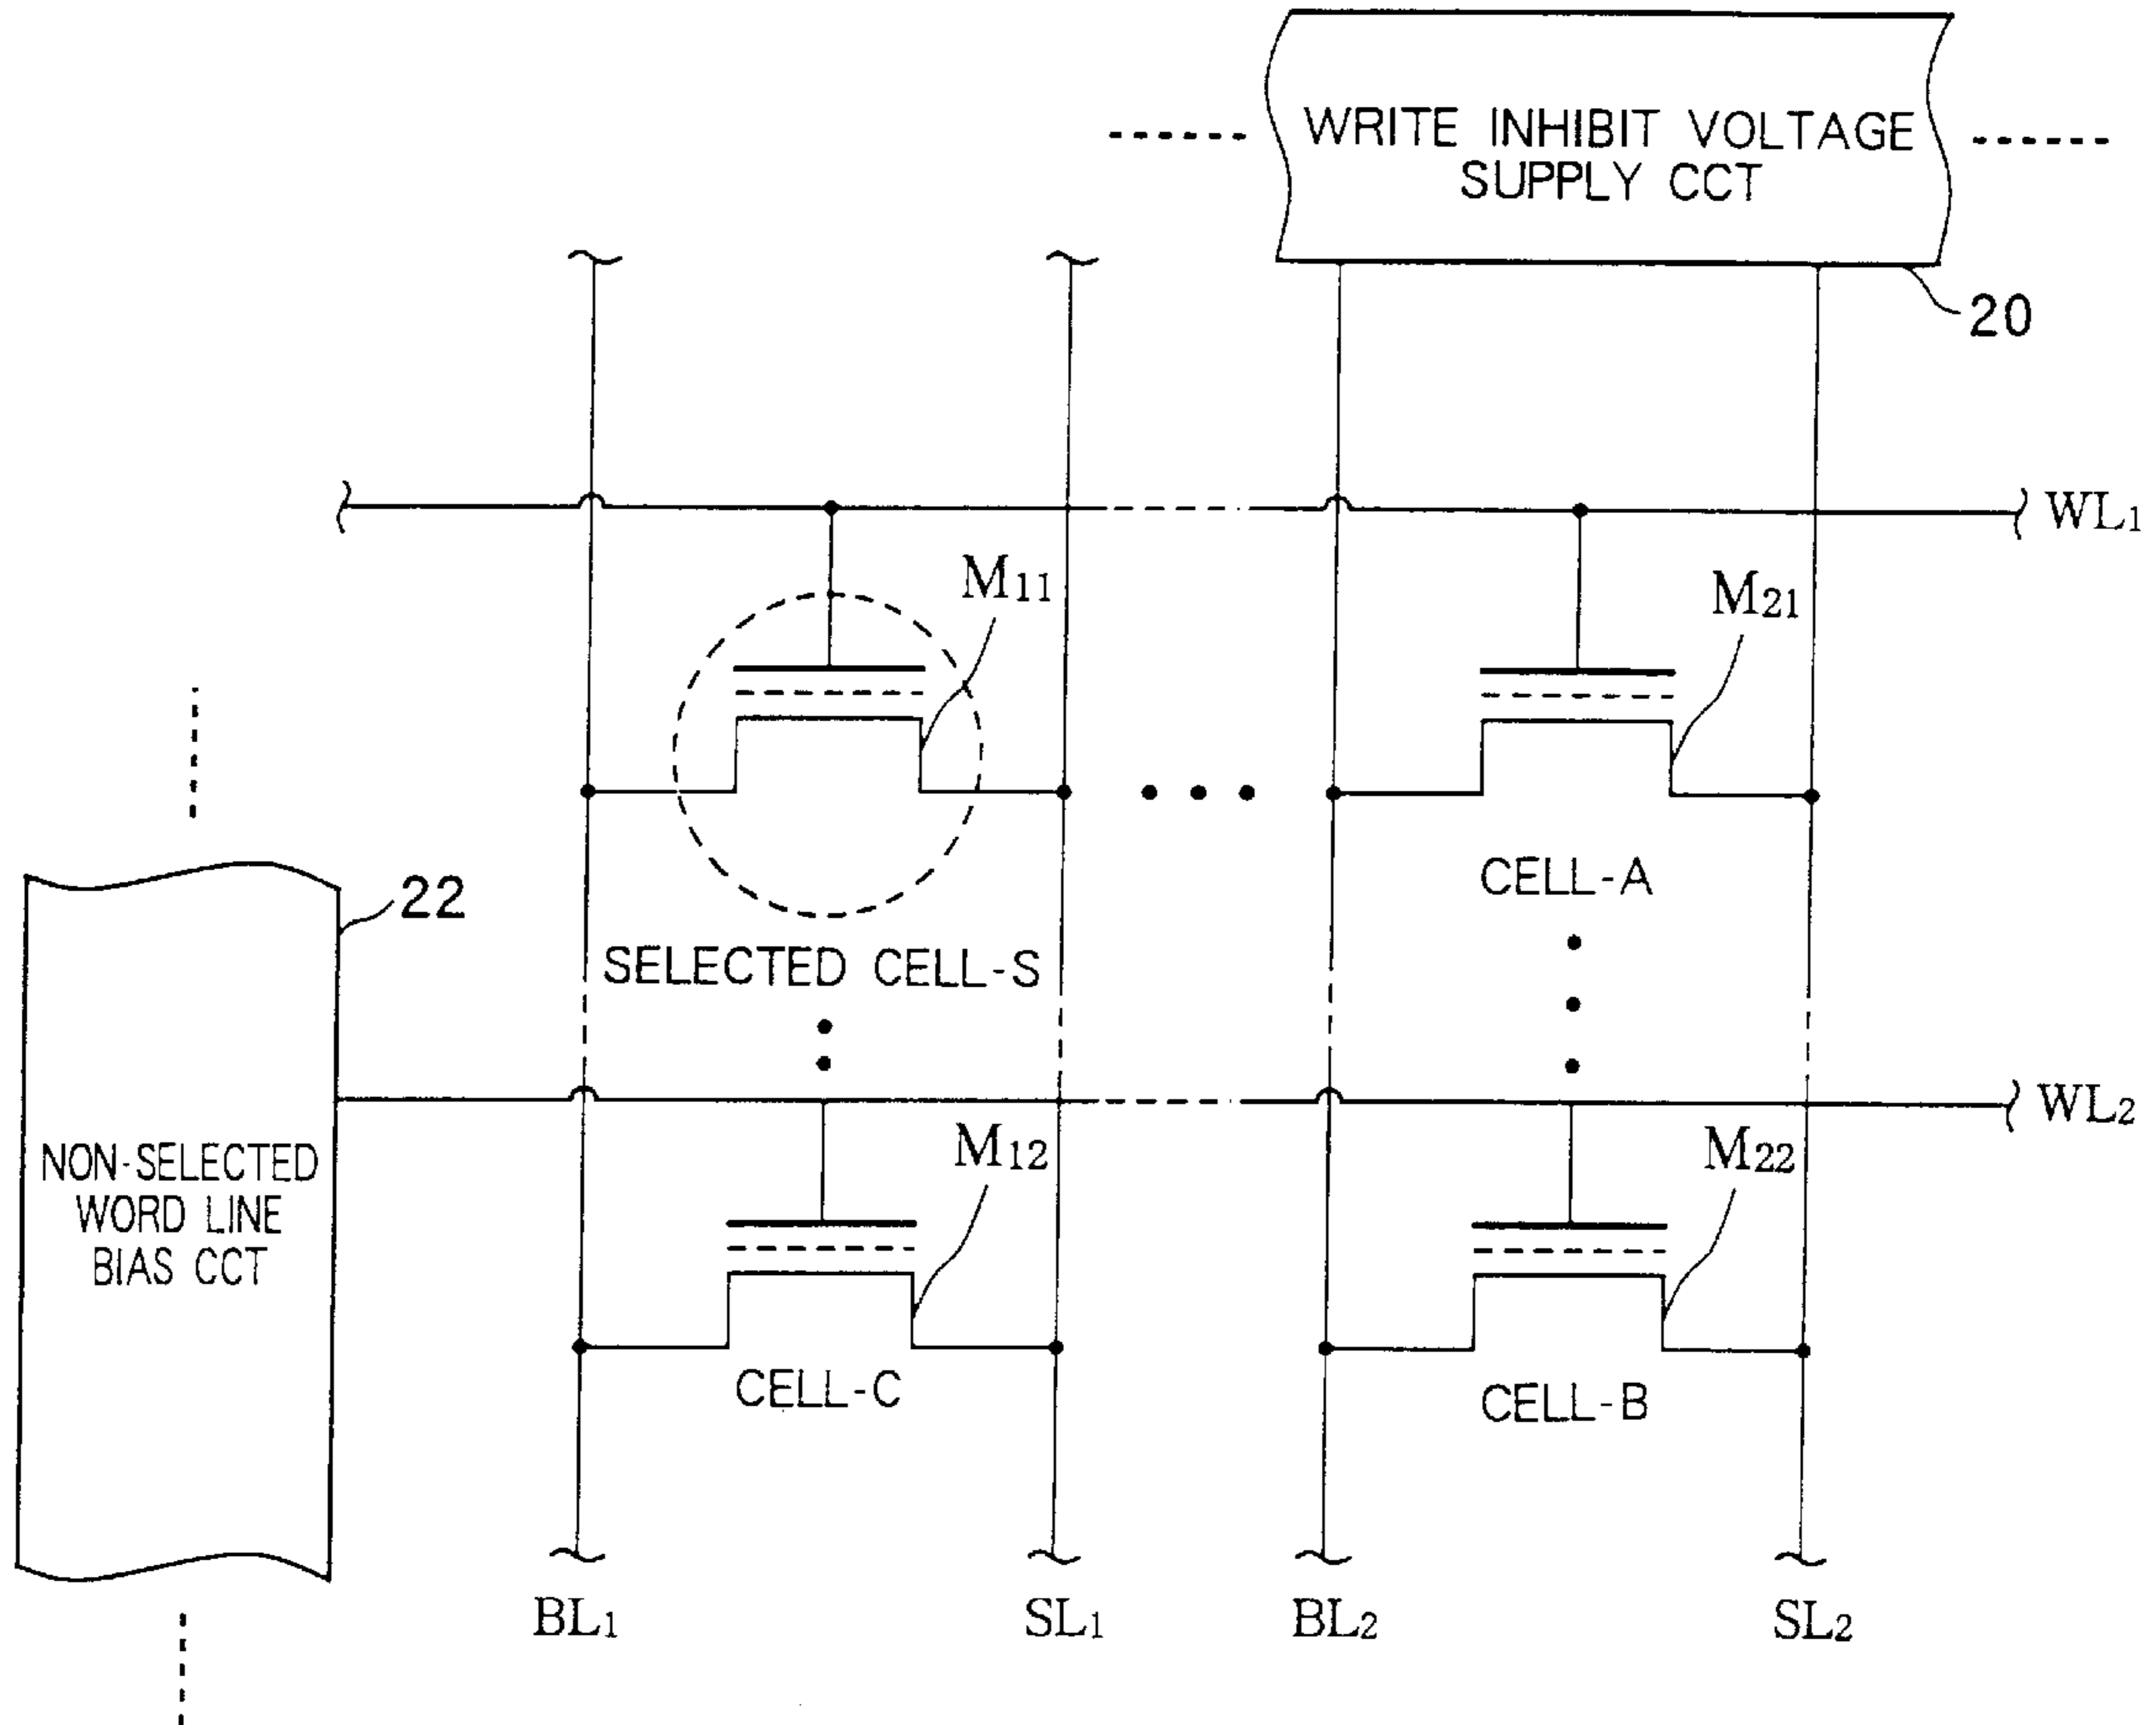 WRITE INHIBIT VOLTAGE
SUPPLY CCT
20
WL1
M11
M21
CELL-A
22
SELECTED CELL-S
WL2
NON-SELECTED
WORD LINE
BIAS CCT
M12
M22
CELL-C
CELL-B
BL1
SL1
BL2
SL2